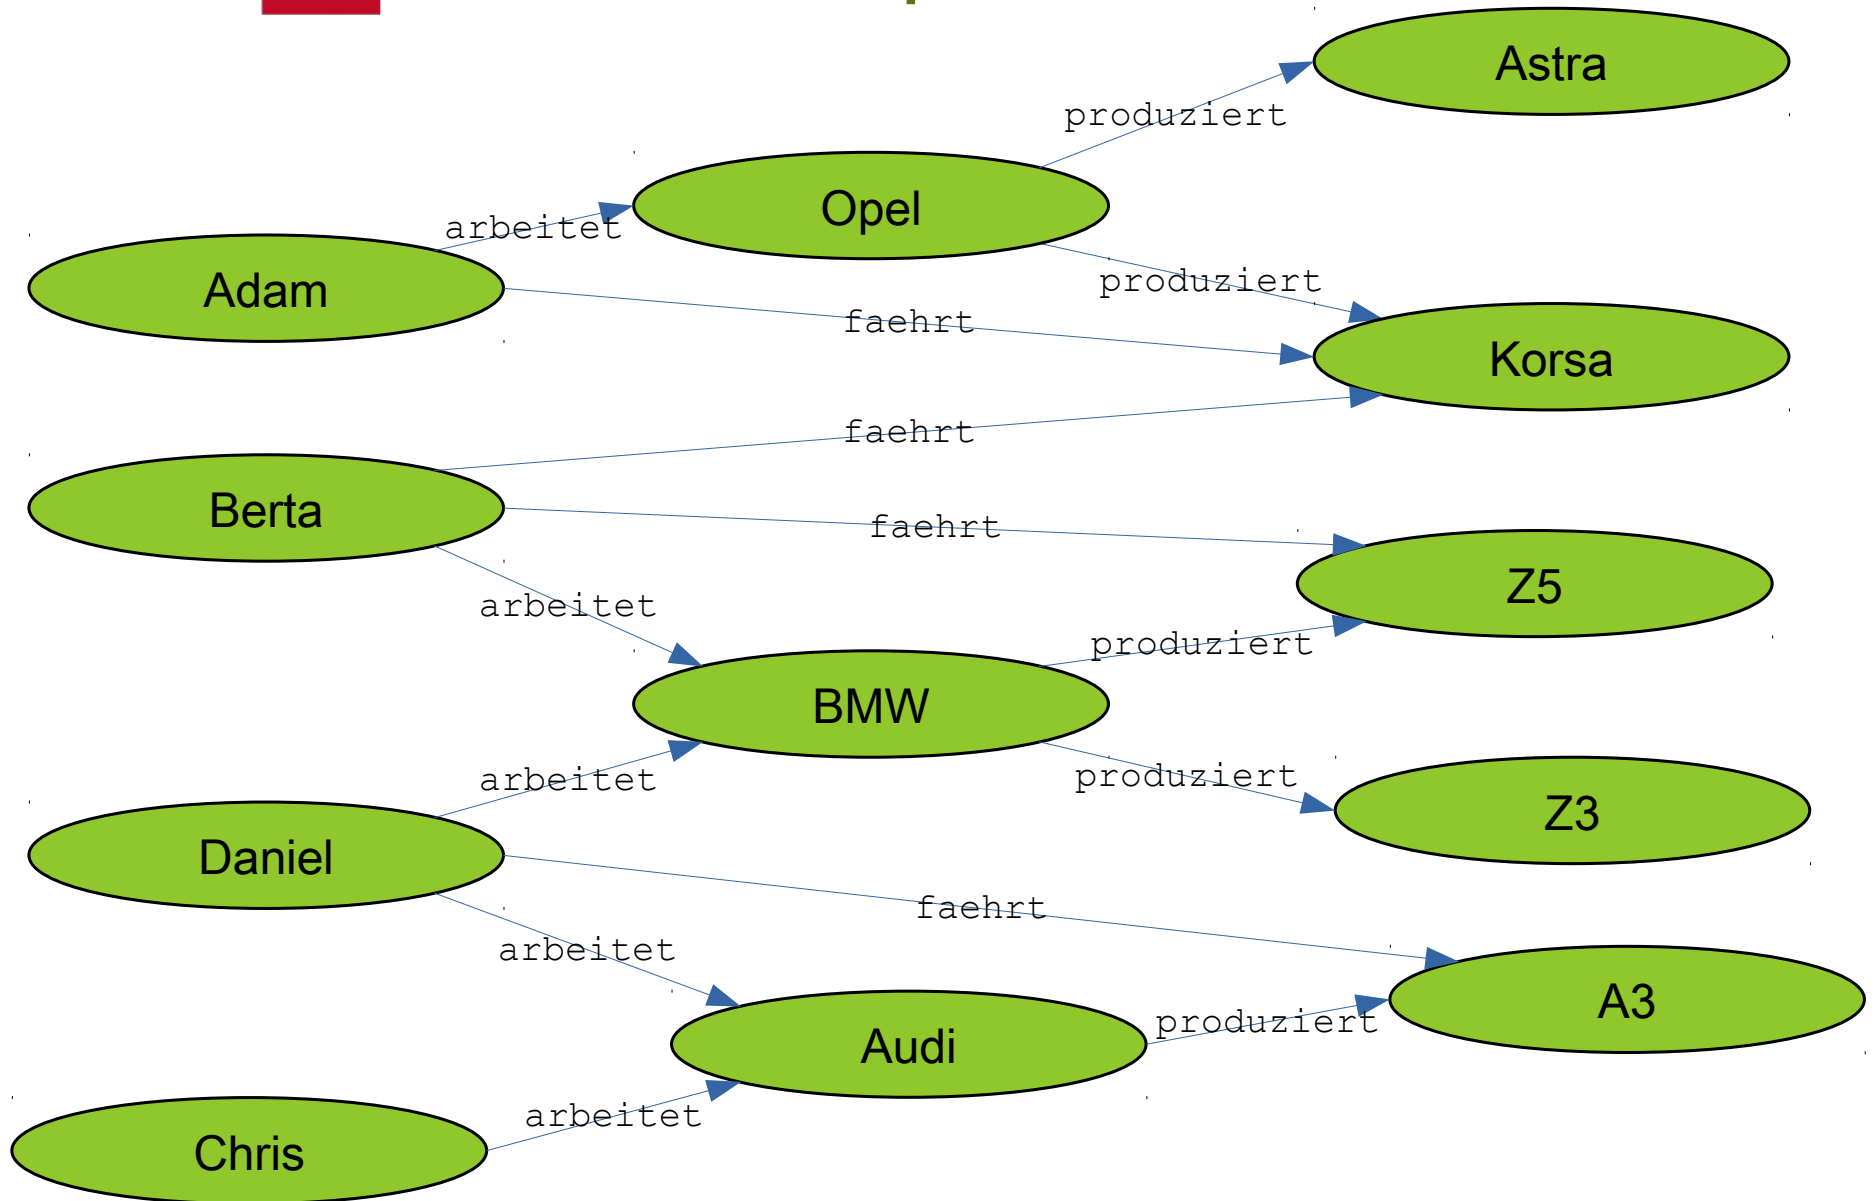 Astra
produziert
Opel
arbeitet
Adam
produziert
faehrt
Korsa
faehrt
Berta
faehrt
Z5
arbeitet
produziert
BMW
arbeitet
produziert
Z3
Daniel
faehrt
arbeitet
A3
produziert
Audi
arbeitet
Chris